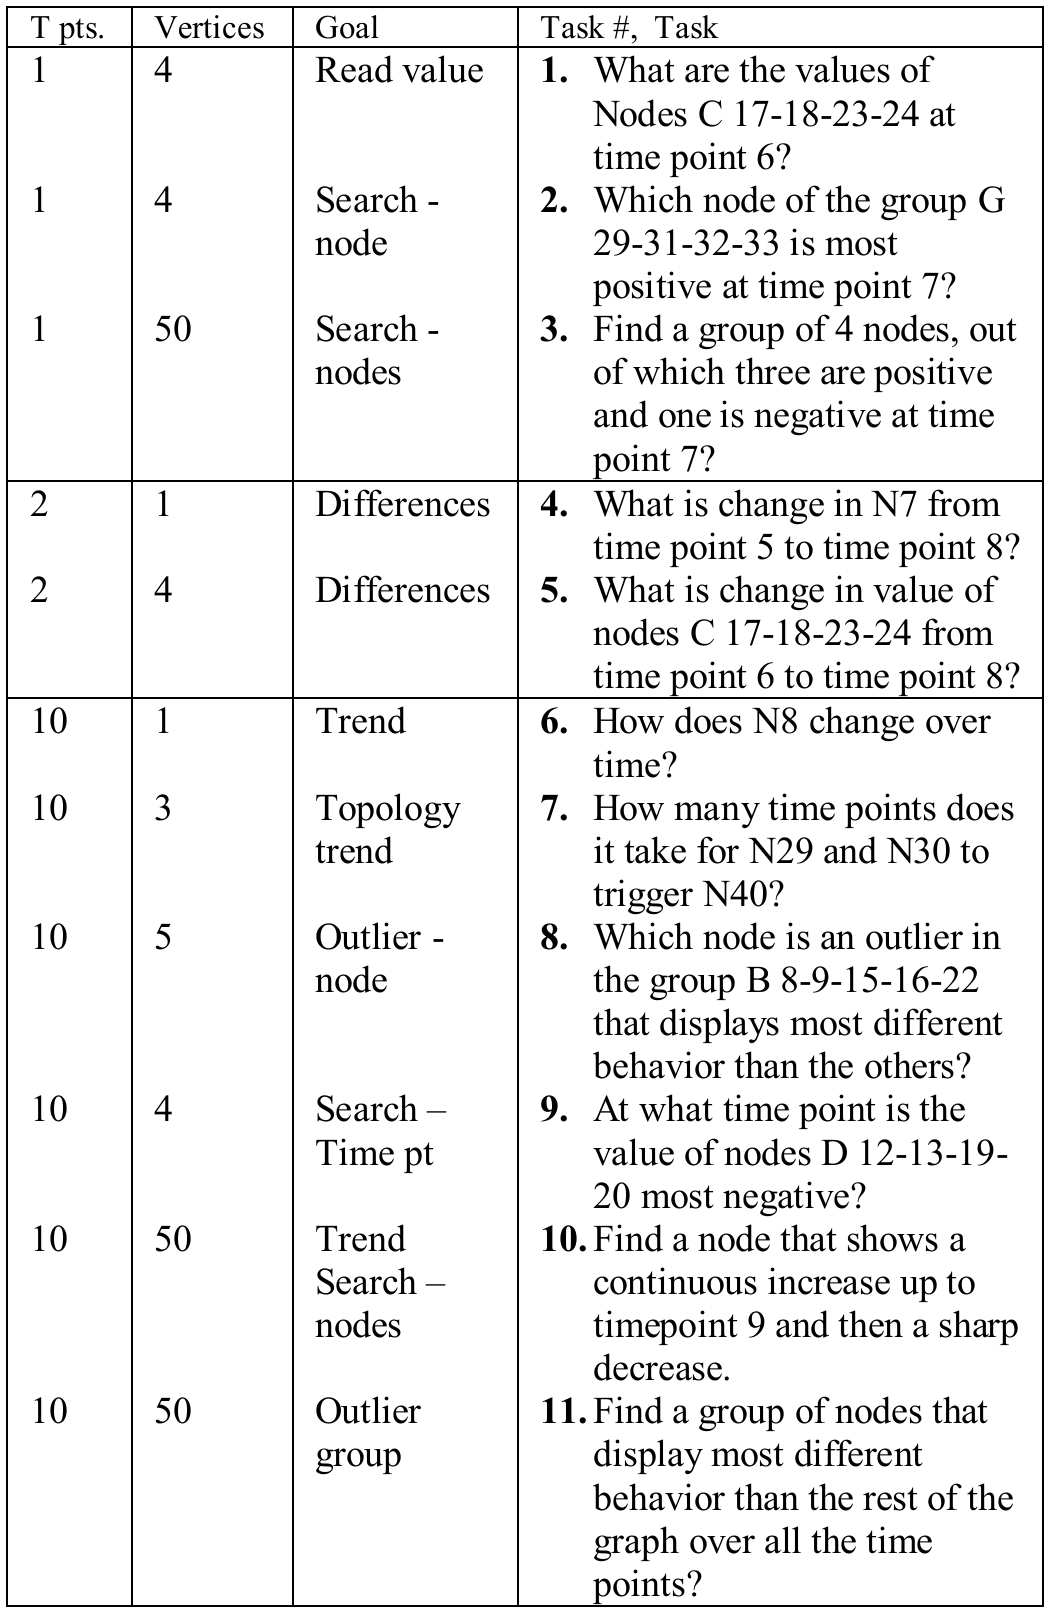 T pts. Vertices Goal Task #, Task
1 4 Read value 1. What are the values of
Nodes C 17-18-23-24 at
time point 6?
1 4 Search - 2. Which node of the group G
node 29-31-32-33 is most
positive at time point 7?
1 50 Search - 3. Find a group of 4 nodes, out
nodes of which three are positive
and one is negative at time
point 7?
2 1 Differences 4. What is change in N7 from
time point 5 to time point 8?
2 4 Differences 5. What is change in value of
nodes C 17-18-23-24 from
time point 6 to time point 8?
10 1 Trend 6. How does N8 change over
time?
10 3 Topology 7. How many time points does
trend it take for N29 and N30 to
trigger N40?
10 5 Outlier - 8. Which node is an outlier in
node the group B 8-9-15-16-22
that displays most different
behavior than the others?
10 4 Search – 9. At what time point is the
Time pt value of nodes D 12-13-19-
20 most negative?
10 50 Trend 10. Find a node that shows a
Search – continuous increase up to
nodes timepoint 9 and then a sharp
decrease.
10 50 Outlier 11. Find a group of nodes that
group display most different
behavior than the rest of the
graph over all the time
points?